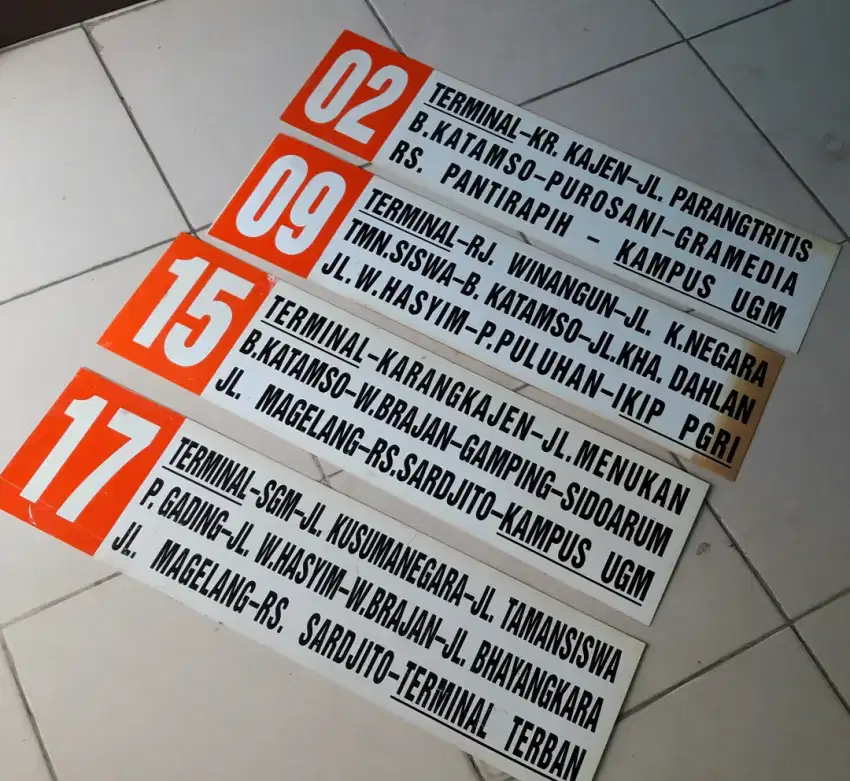 02
TERMINAL-KR. KAJEN-JL. PARANGTRITIS
B.KATAMSO-PUROSANI-GRAMEDIA
RS. PANTIRAPIH - KAMPUS UGM
09
TERMINAL-RJ. WINANGUN-JL. K.NEGARA
TMN.SISWA-B. KATAMSO-JL.KHA. DAHLAN
JL.W.HASYIM-P.PULUHAN-IKIP PGRI
15
TERMINAL-KARANGKAJEN-JL.MENUKAN
B.KATAMSO-W.BRAJAN-GAMPING-SIDOARUM
JL. MAGELANG-RS.SARDJITO-KAMPUS UGM
17
TERMINAL-SGM-JL. KUSUMANEGARA-JL. TAMANSISWA
P. GADING-JL. W.HASYIM-W.BRAJAN-JL. BHAYANGKARA
JL. MAGELANG-RS. SARDJITO-TERMINAL TERBAN